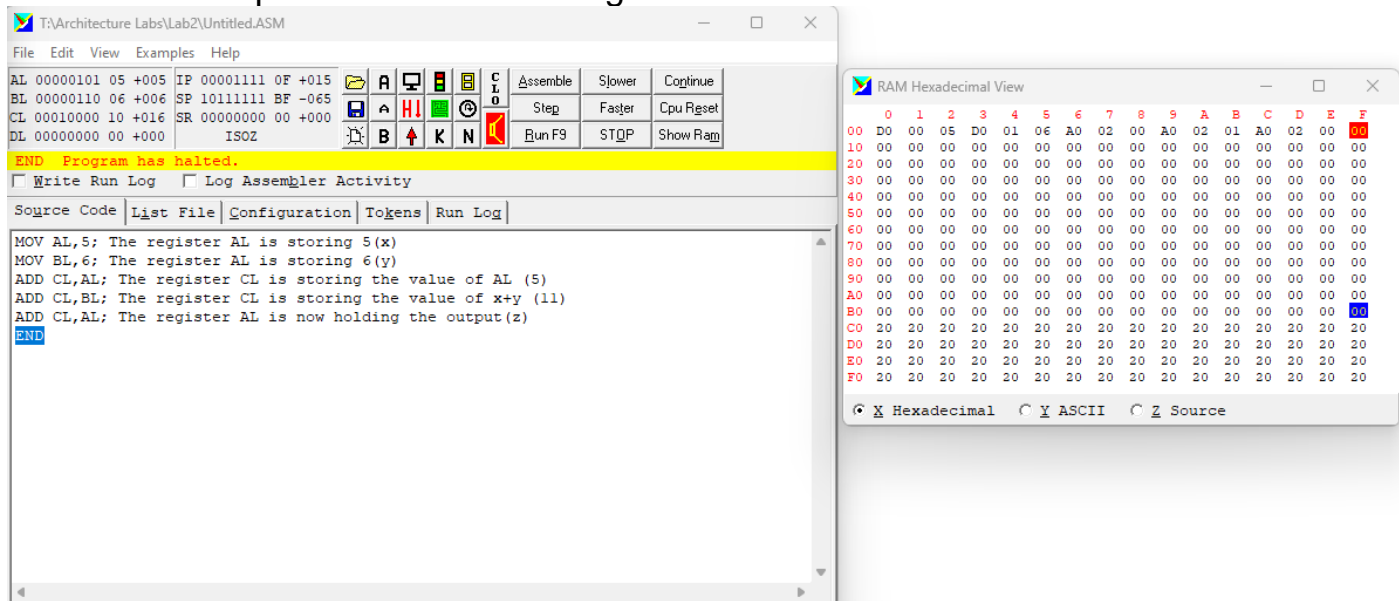 T:\Architecture Labs\Lab2\Untitled.ASM
File Edit View Examples Help
AL 00000101 05 +005 IP 00001111 0F +015
BL 00000110 06 +006 SP 10111111 BF -065
CL 00010000 10 +016 SR 00000000 00 +000
DL 00000000 00 +000 ISOZ
A H B K N CLO
Assemble Slower Continue
Step Faster Cpu Reset
Run F9 STOP Show Ram
END Program has halted.
Write Run Log Log Assembler Activity
Source Code List File Configuration Tokens Run Log
MOV AL,5; The register AL is storing 5(x)
MOV BL,6; The register AL is storing 6(y)
ADD CL,AL; The register CL is storing the value of AL (5)
ADD CL,BL; The register CL is storing the value of x+y (11)
ADD CL,AL; The register AL is now holding the output(z)
END
RAM Hexadecimal View
0 1 2 3 4 5 6 7 8 9 A B C D E F
00 D0 00 05 D0 01 06 A0 02 00 A0 02 01 A0 02 00 00
10 00 00 00 00 00 00 00 00 00 00 00 00 00 00 00 00
20 00 00 00 00 00 00 00 00 00 00 00 00 00 00 00 00
30 00 00 00 00 00 00 00 00 00 00 00 00 00 00 00 00
40 00 00 00 00 00 00 00 00 00 00 00 00 00 00 00 00
50 00 00 00 00 00 00 00 00 00 00 00 00 00 00 00 00
60 00 00 00 00 00 00 00 00 00 00 00 00 00 00 00 00
70 00 00 00 00 00 00 00 00 00 00 00 00 00 00 00 00
80 00 00 00 00 00 00 00 00 00 00 00 00 00 00 00 00
90 00 00 00 00 00 00 00 00 00 00 00 00 00 00 00 00
A0 00 00 00 00 00 00 00 00 00 00 00 00 00 00 00 00
B0 00 00 00 00 00 00 00 00 00 00 00 00 00 00 00 00
C0 20 20 20 20 20 20 20 20 20 20 20 20 20 20 20 20
D0 20 20 20 20 20 20 20 20 20 20 20 20 20 20 20 20
E0 20 20 20 20 20 20 20 20 20 20 20 20 20 20 20 20
F0 20 20 20 20 20 20 20 20 20 20 20 20 20 20 20 20
X Hexadecimal Y ASCII Z Source